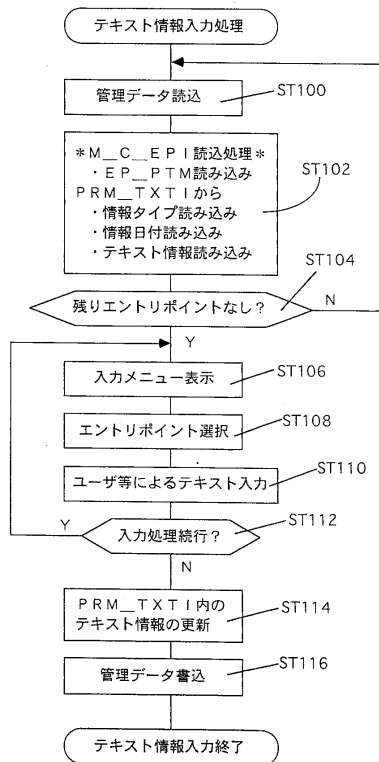 テキスト情報入力処理
管理データ読込
ST100
＊Ｍ＿Ｃ＿ＥＰＩ読込処理＊
・ＥＰ＿ＰＴＭ読み込み
ＰＲＭ＿ＴＸＴＩから
・情報タイプ読み込み
・情報日付読み込み
・テキスト情報読み込み
ST102
残りエントリポイントなし？
ST104
N
Y
入力メニュー表示
ST106
エントリポイント選択
ST108
ユーザ等によるテキスト入力
ST110
Y
入力処理続行？
ST112
N
ＰＲＭ＿ＴＸＴＩ内の
テキスト情報の更新
ST114
管理データ書込
ST116
テキスト情報入力終了